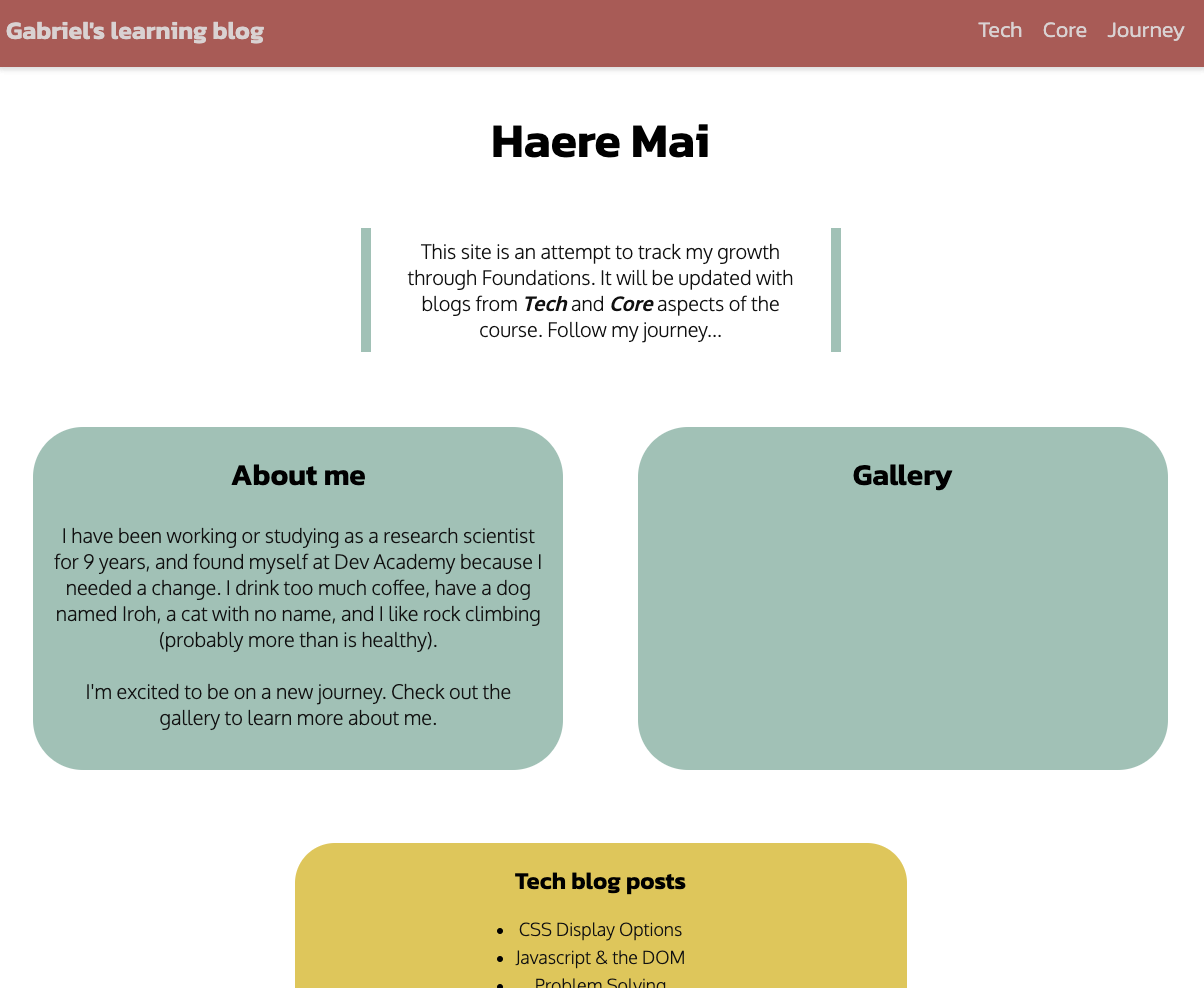 Gabriel's learning blog
Tech Core Journey
Haere Mai
This site is an attempt to track my growth
through Foundations. It will be updated with
blogs from Tech and Core aspects of the
course. Follow my journey...
About me
I have been working or studying as a research scientist
for 9 years, and found myself at Dev Academy because I
needed a change. I drink too much coffee, have a dog
named Iroh, a cat with no name, and I like rock climbing
(probably more than is healthy).
I'm excited to be on a new journey. Check out the
gallery to learn more about me.
Gallery
Tech blog posts
• CSS Display Options
• Javascript & the DOM
• Problem Solving